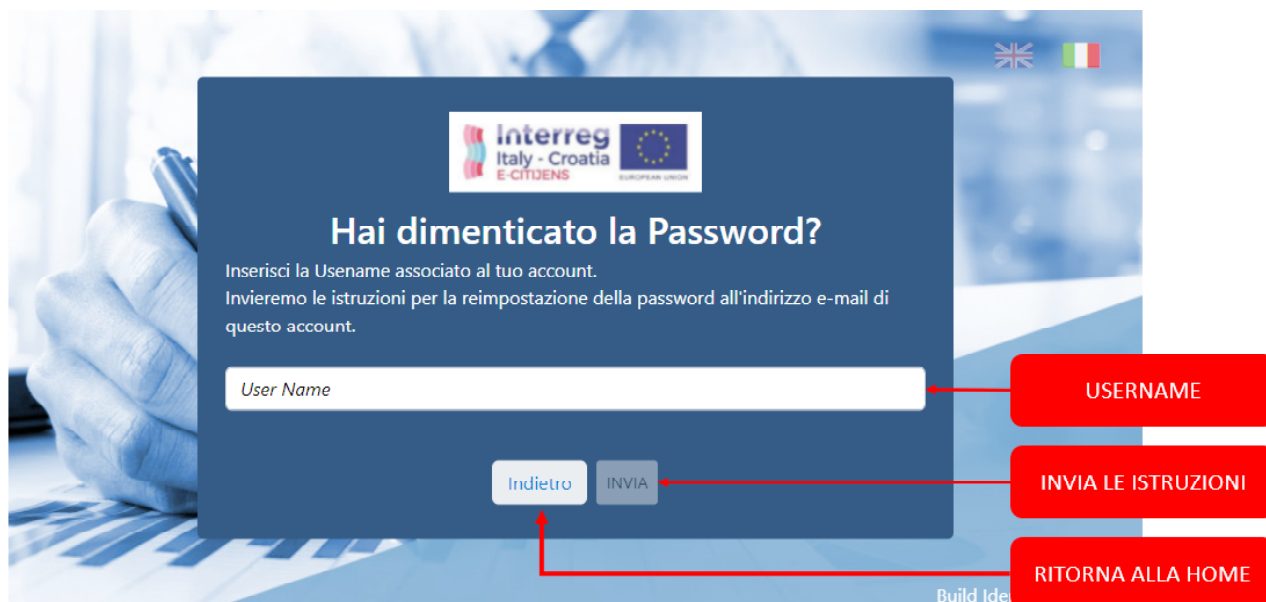 Interreg
Italy - Croatia
E-CITIJENS
EUROPEAN UNION
Hai dimenticato la Password?
Inserisci la Usename associato al tuo account.
Invieremo le istruzioni per la reimpostazione della password all'indirizzo e-mail di
questo account.
User Name
USERNAME
Indietro
INVIA
INVIA LE ISTRUZIONI
RITORNA ALLA HOME
Build